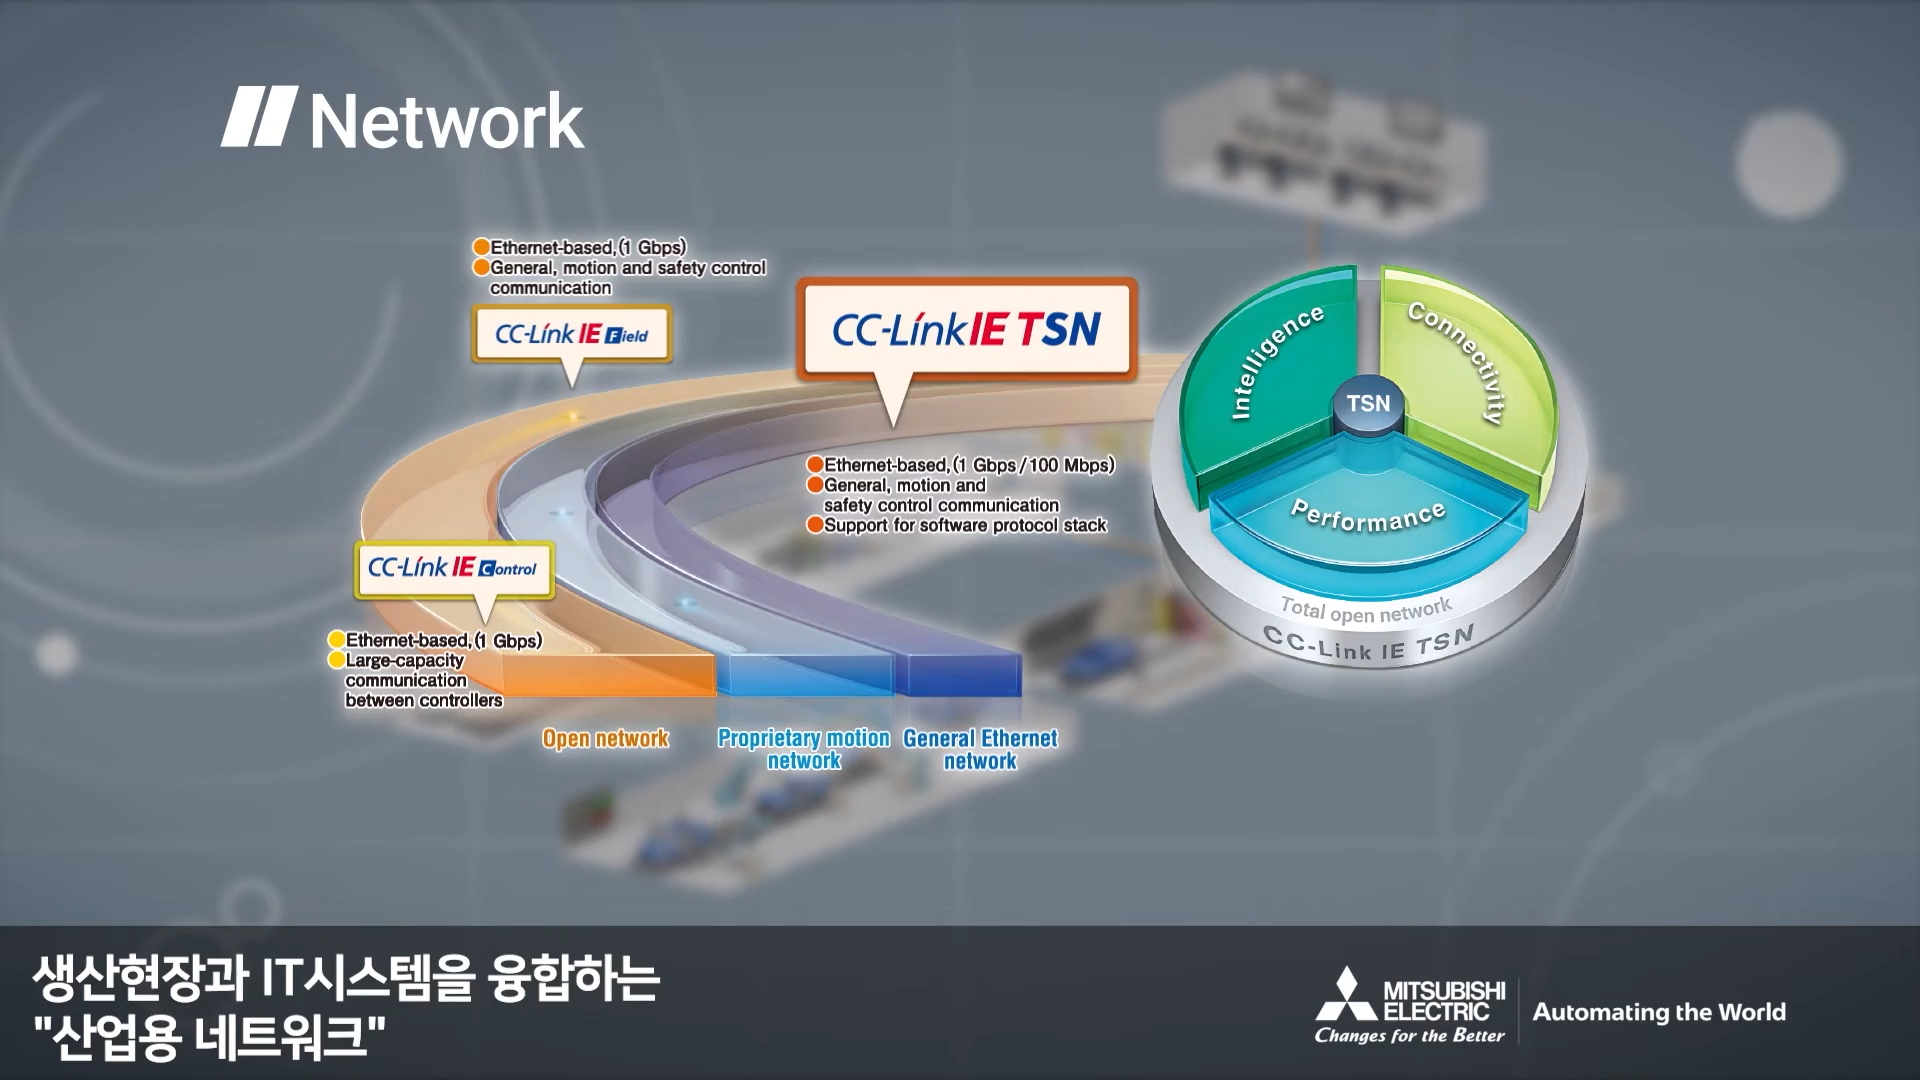 Network
Ethernet-based, (1 Gbps)
General, motion and safety control
communication
CC-Link IE Field
CC-Link IE TSN
Ethernet-based, (1 Gbps / 100 Mbps)
General, motion and
safety control communication
Support for software protocol stack
CC-Link IE Control
Ethernet-based, (1 Gbps)
Large-capacity
communication
between controllers
Open network
Proprietary motion
network
General Ethernet
network
Intelligence
Connectivity
TSN
Performance
Total open network
CC-Link IE TSN
생산현장과 IT시스템을 융합하는
"산업용 네트워크"
MITSUBISHI
ELECTRIC
Changes for the Better
Automating the World